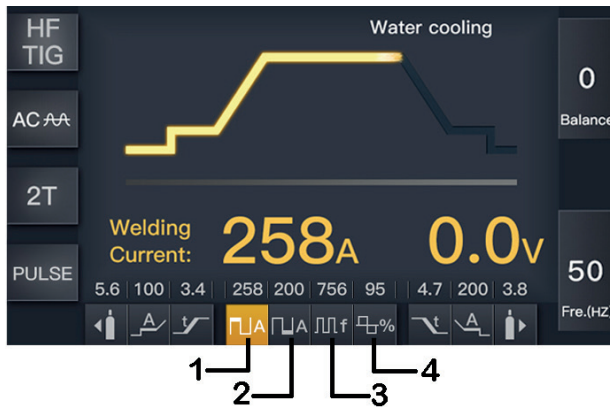 HF
TIG
Water cooling
0
Balance
AC
2T
Welding
Current:
258A
0.0V
PULSE
50
Fre.(HZ)
5.6 | 100 | 3.4 | 258 | 200 | 756 | 95 | 4.7 | 200 | 3.8
A
t
A
A
f
%
t
A
1
2
3
4